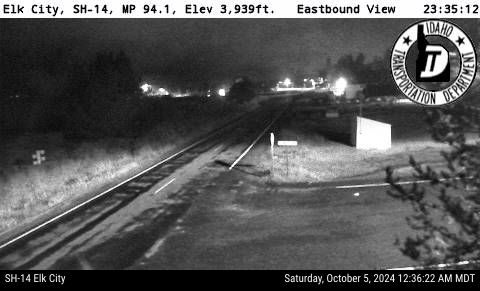 Elk City, SH-14, MP 94.1, Elev 3,939ft. Eastbound View 23:35:12
IDAHO
TRANSPORTATION DEPARTMENT
SH-14 Elk City Saturday, October 5, 2024 12:36:22 AM MDT